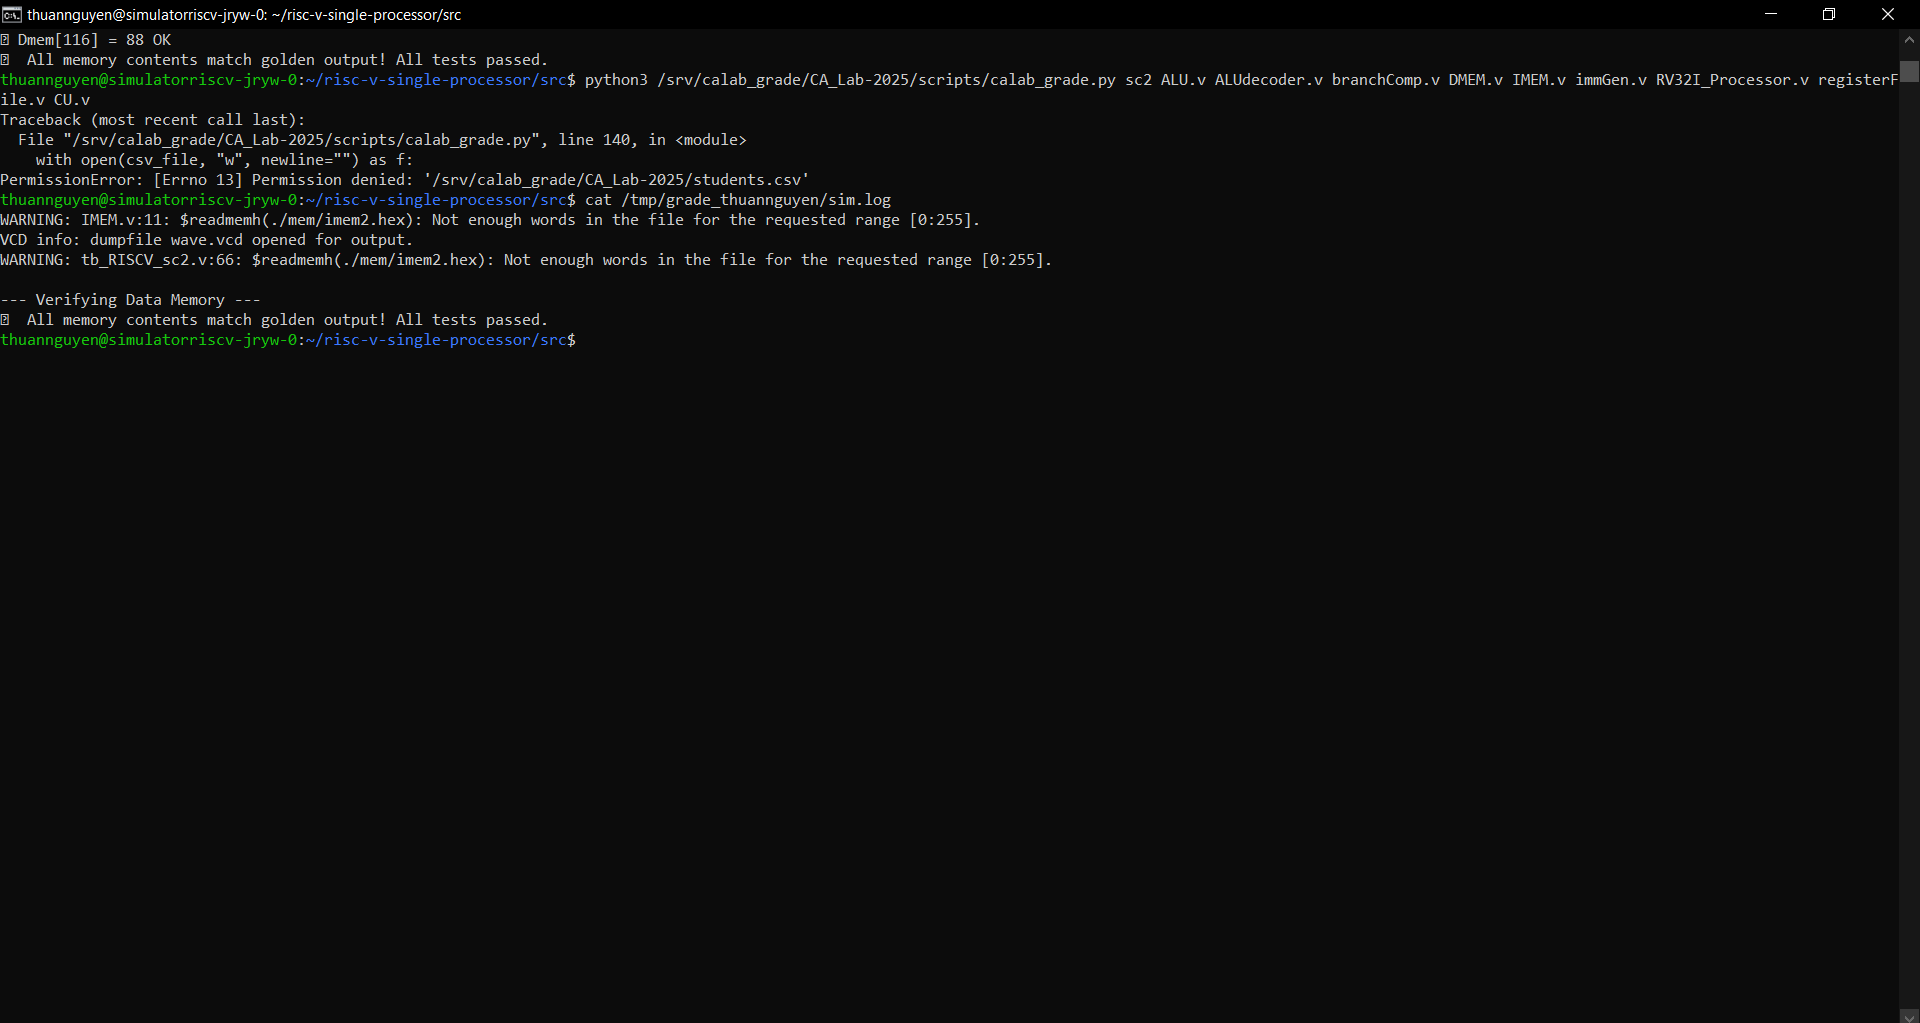 thuannguyen@simulatorriscv-jryw-0: ~/risc-v-single-processor/src
Dmem[116] = 88 OK
All memory contents match golden output! All tests passed.
thuannguyen@simulatorriscv-jryw-0:~/risc-v-single-processor/src$ python3 /srv/calab_grade/CA_Lab-2025/scripts/calab_grade.py sc2 ALU.v ALUdecoder.v branchComp.v DMEM.v IMEM.v immGen.v RV32I_Processor.v registerF
ile.v CU.v
Traceback (most recent call last):
  File "/srv/calab_grade/CA_Lab-2025/scripts/calab_grade.py", line 140, in <module>
    with open(csv_file, "w", newline="") as f:
PermissionError: [Errno 13] Permission denied: '/srv/calab_grade/CA_Lab-2025/students.csv'
thuannguyen@simulatorriscv-jryw-0:~/risc-v-single-processor/src$ cat /tmp/grade_thuannguyen/sim.log
WARNING: IMEM.v:11: $readmemh(./mem/imem2.hex): Not enough words in the file for the requested range [0:255].
VCD info: dumpfile wave.vcd opened for output.
WARNING: tb_RISCV_sc2.v:66: $readmemh(./mem/imem2.hex): Not enough words in the file for the requested range [0:255].
--- Verifying Data Memory ---
All memory contents match golden output! All tests passed.
thuannguyen@simulatorriscv-jryw-0:~/risc-v-single-processor/src$